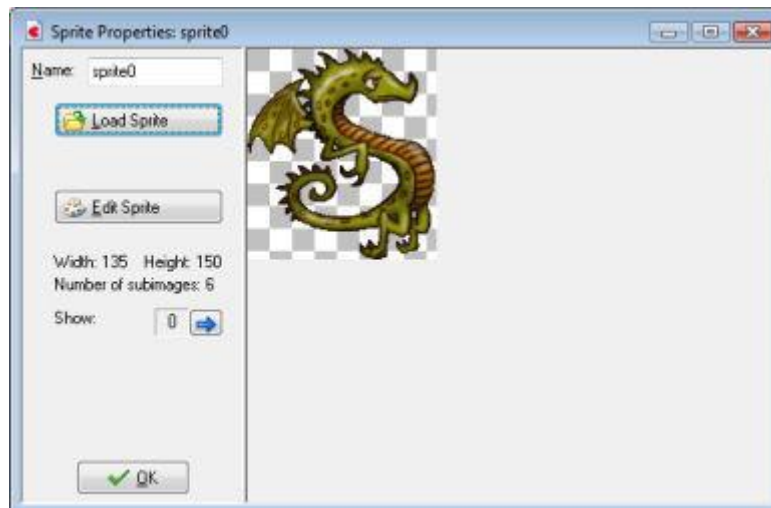 Sprite Properties: sprite0
Name: sprite0
Load Sprite
Edit Sprite
Width: 135 Height: 150
Number of subimages: 6
Show: 0
OK